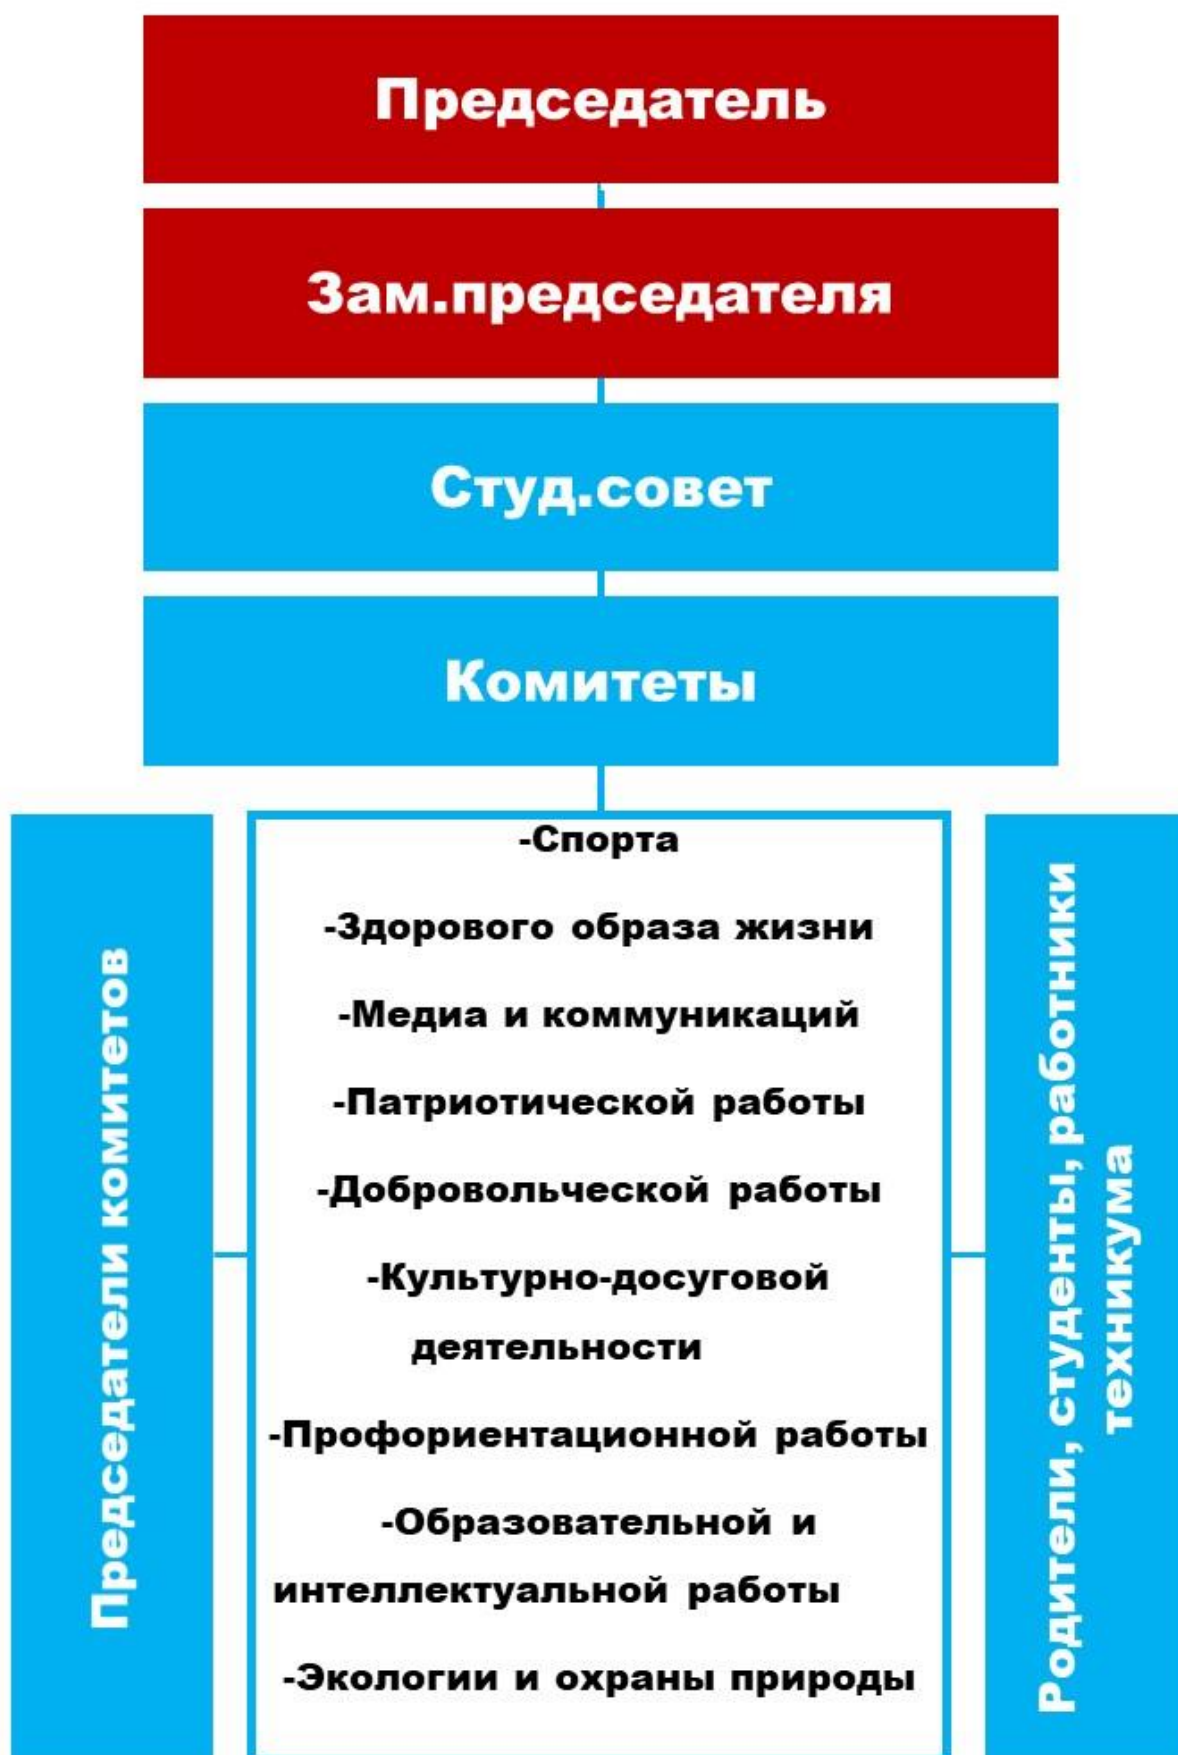 Председатель
Зам.председателя
Студ.совет
Комитеты
Председатели комитетов
-Спорта
-Здорового образа жизни
-Медиа и коммуникаций
-Патриотической работы
-Добровольческой работы
-Культурно-досуговой
деятельности
-Профориентационной работы
-Образовательной и
интеллектуальной работы
-Экологии и охраны природы
Родители, студенты, работники
техникума